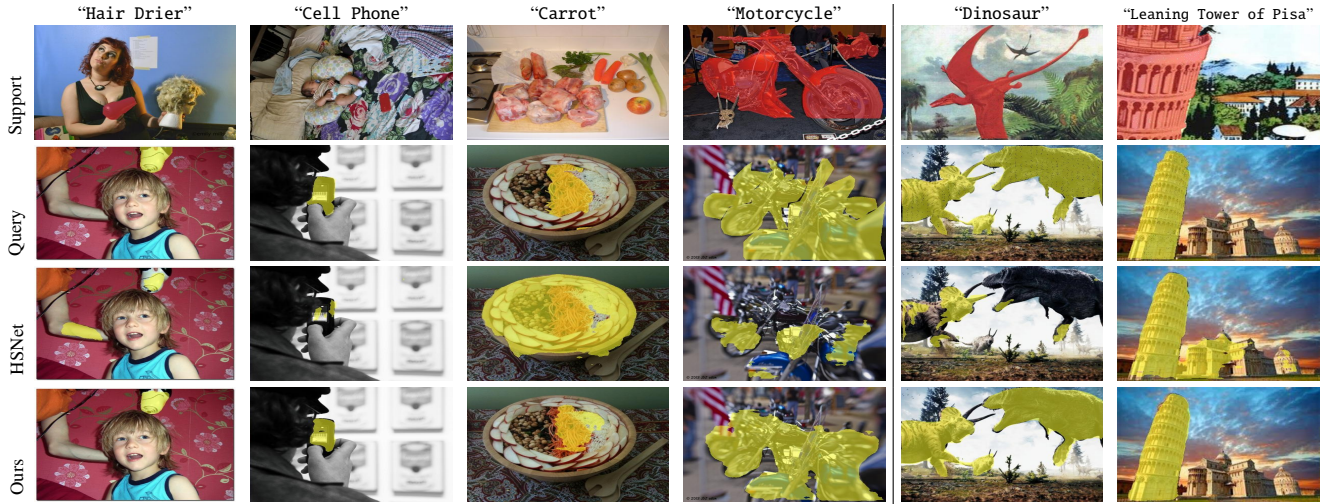 “Hair Drier” “Cell Phone” “Carrot” “Motorcycle” “Dinosaur” “Leaning Tower of Pisa”
Support
Query
HSNet
Ours